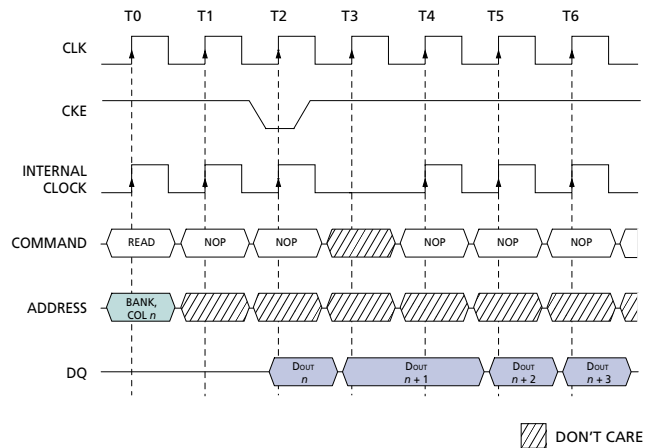 T0 T1 T2 T3 T4 T5 T6
CLK
CKE
INTERNAL
CLOCK
COMMAND READ NOP NOP NOP NOP NOP
ADDRESS BANK,
COL n
DQ DOUT DOUT DOUT DOUT
n n + 1 n + 2 n + 3
DON'T CARE